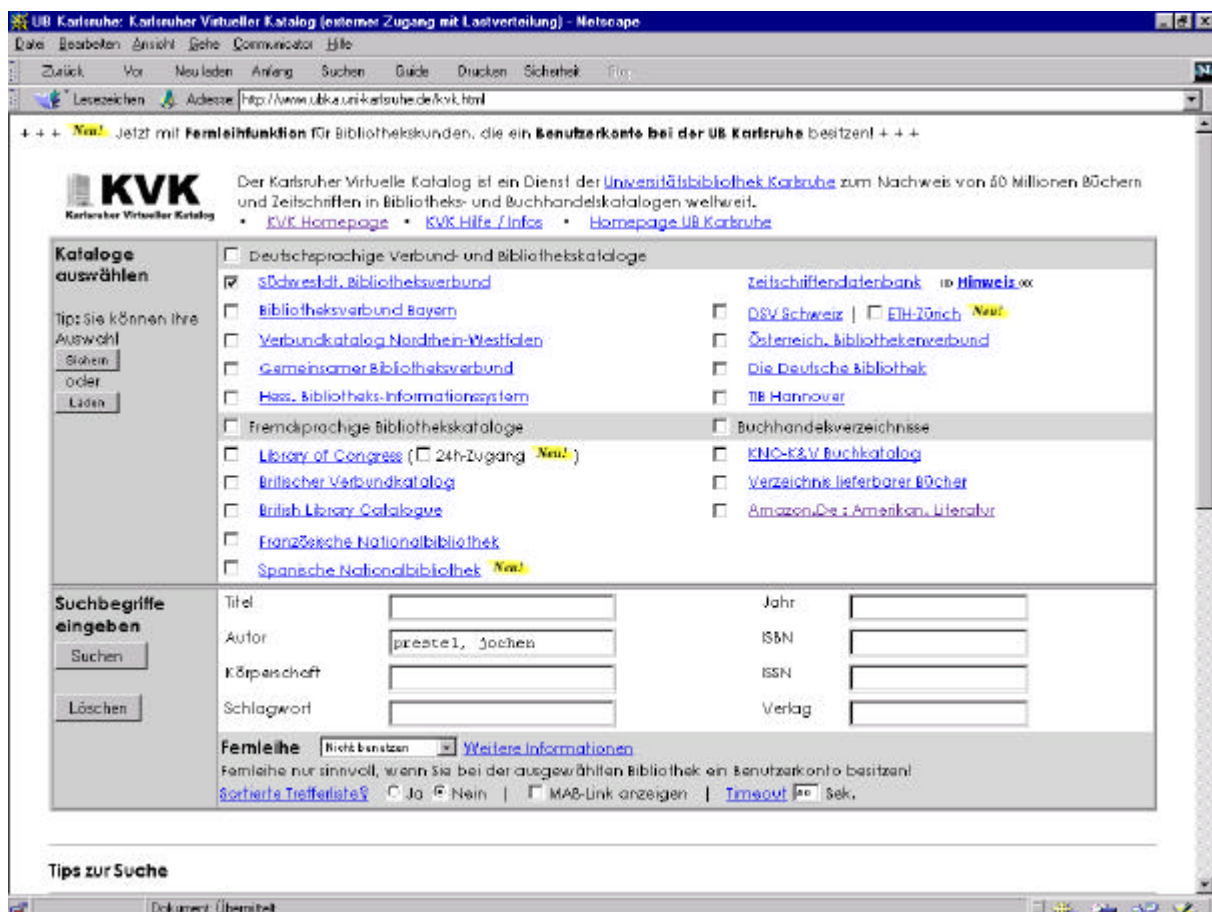 UB Karlsruhe: Karlsruher Virtueller Katalog (externer Zugang mit Lastverteilung) - Netscape
Datei Bearbeiten Ansicht Gehe Communicator Hilfe
Zurück Vor Neu laden Anfang Suchen Guide Drucken Sicherheit Stop
Lesezeichen Adresse http://www.ubka.uni-karlsruhe.de/kvk.html
+ + + Neu! Jetzt mit Fernleihfunktion für Bibliothekskunden, die ein Benutzerkonto bei der UB Karlsruhe besitzen! + + +
KVK
Karlsruher Virtueller Katalog
Der Karlsruher Virtuelle Katalog ist ein Dienst der Universitätsbibliothek Karlsruhe zum Nachweis von 60 Millionen Büchern
und Zeitschriften in Bibliotheks- und Buchhandelskatalogen weltweit.
• KVK Homepage • KVK Hilfe / Infos • Homepage UB Karlsruhe
Kataloge
auswählen
Tip: Sie können Ihre
Auswahl
Sichern
oder
Laden
Deutschsprachige Verbund- und Bibliothekskataloge
Südwestdt. Bibliotheksverbund Zeitschriftendatenbank Hinweis
Bibliotheksverbund Bayern DSV Schweiz | ETH-Zürich Neu!
Verbundkatalog Nordrhein-Westfalen Österreich. Bibliothekenverbund
Gemeinsamer Bibliotheksverbund Die Deutsche Bibliothek
Hess. Bibliotheks-Informationssystem TIB Hannover
Fremdsprachige Bibliothekskataloge Buchhandelsverzeichnisse
Library of Congress ( 24h-Zugang Neu! ) KNO-K&V Buchkatalog
Britischer Verbundkatalog Verzeichnis lieferbarer Bücher
British Library Catalogue Amazon.De : Amerikan. Literatur
Französische Nationalbibliothek
Spanische Nationalbibliothek Neu!
Suchbegriffe
eingeben
Suchen
Löschen
Titel Jahr
Autor prestel, jochen ISBN
Körperschaft ISSN
Schlagwort Verlag
Fernleihe Nicht benutzen Weitere Informationen
Fernleihe nur sinnvoll, wenn Sie bei der ausgewählten Bibliothek ein Benutzerkonto besitzen!
Sortierte Trefferliste? Ja Nein | MAB-Link anzeigen | Timeout Sek.
Tips zur Suche
Dokument: Übermittelt